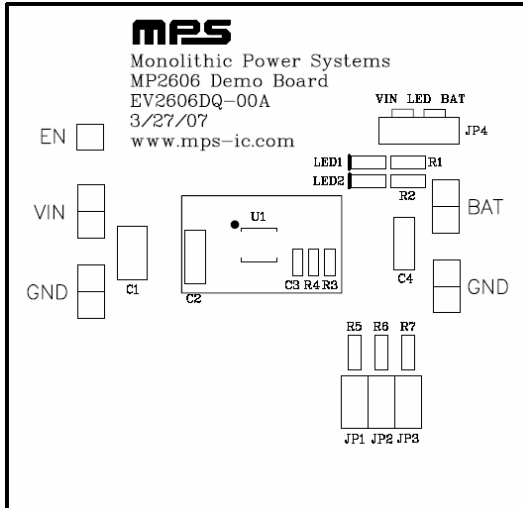 mps
Monolithic Power Systems
MP2606 Demo Board
EV2606DQ-00A
3/27/07
www.mps-ic.com
VIN LED BAT
JP4
EN
LED1
R1
LED2
R2
VIN
BAT
U1
GND
C1
C2
C3 R4 R3
C4
GND
R5 R6 R7
JP1 JP2 JP3